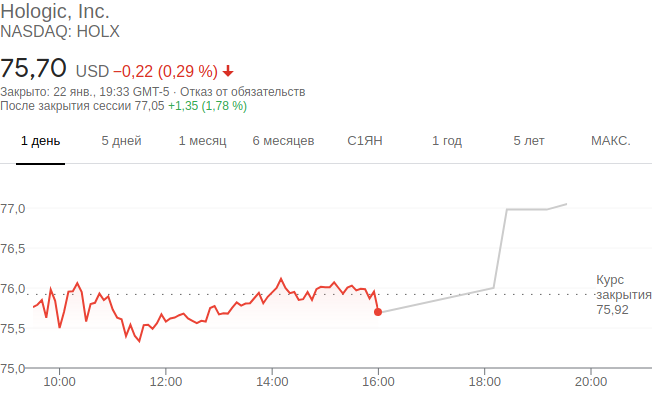 Hologic, Inc.
NASDAQ: HOLX
75,70 USD −0,22 (0,29 %)
Закрыто: 22 янв., 19:33 GMT-5 · Отказ от обязательств
После закрытия сессии 77,05 +1,35 (1,78 %)
1 день 5 дней 1 месяц 6 месяцев С1ЯН 1 год 5 лет МАКС.
77,0
76,5
76,0
75,5
75,0
Курс
закрытия
75,92
10:00 12:00 14:00 16:00 18:00 20:00